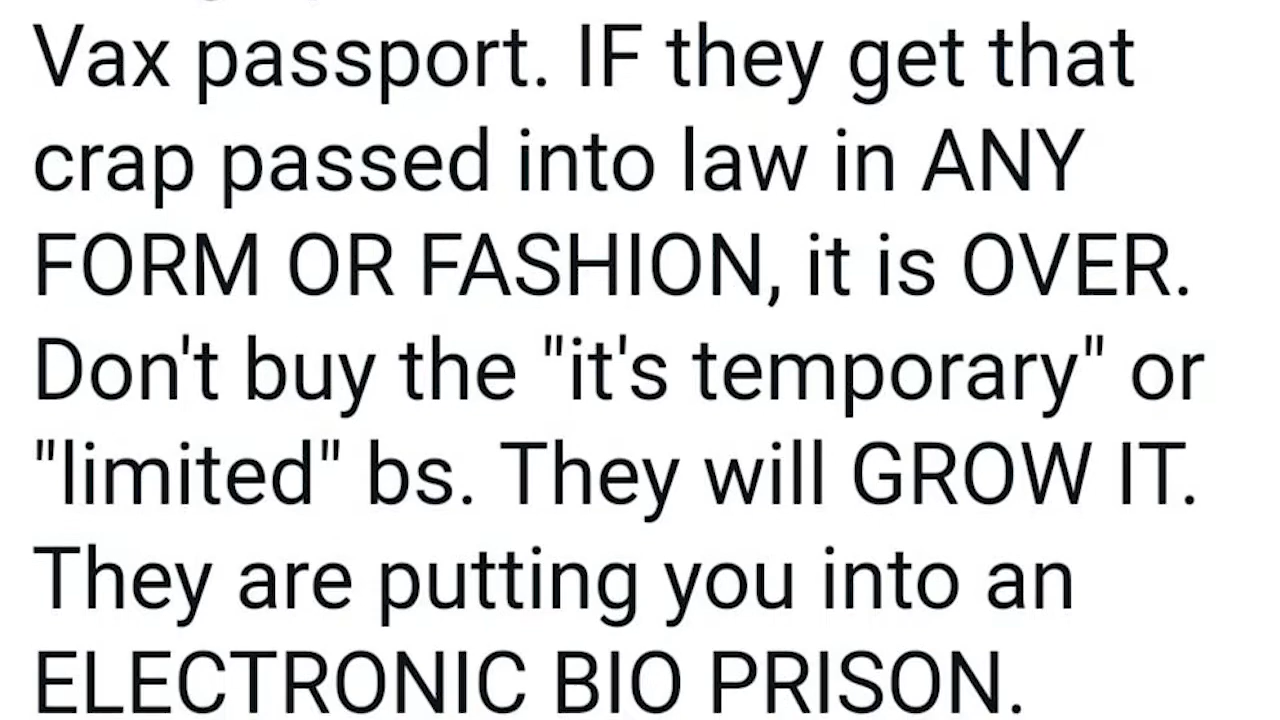 Vax passport. IF they get that
crap passed into law in ANY
FORM OR FASHION, it is OVER.
Don't buy the "it's temporary" or
"limited" bs. They will GROW IT.
They are putting you into an
ELECTRONIC BIO PRISON.